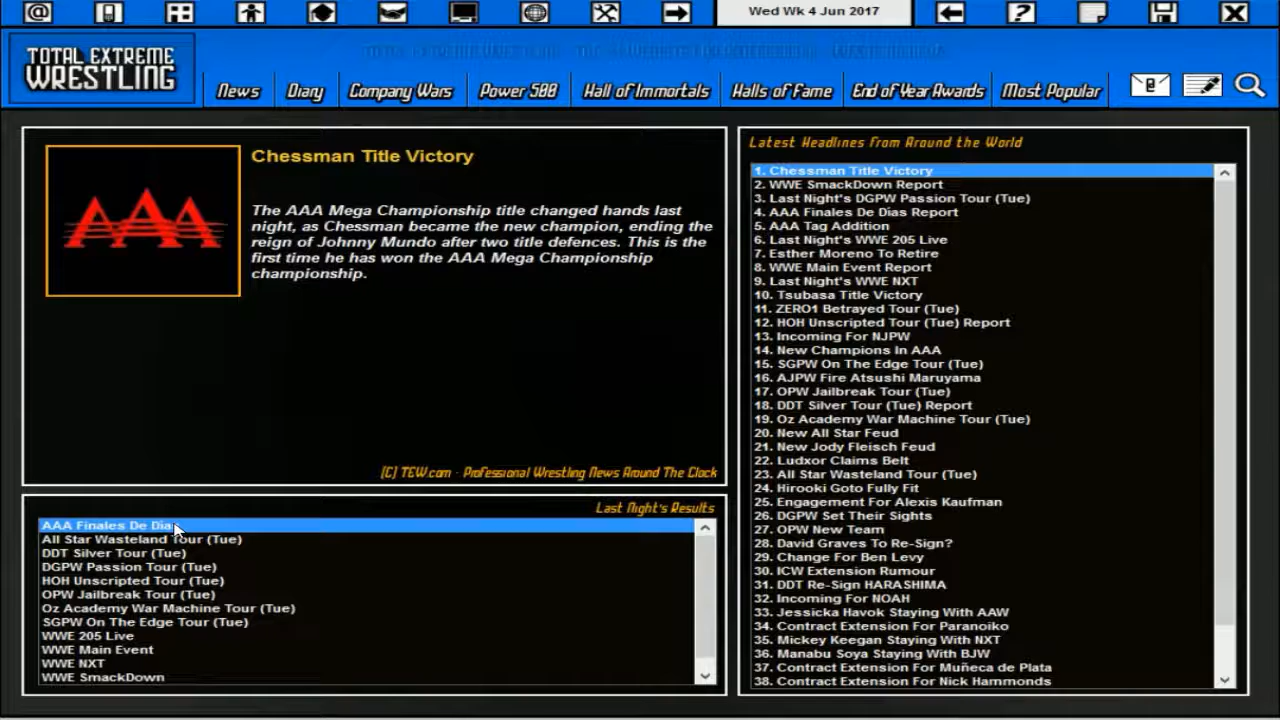 Wed Wk 4 Jun 2017
TOTAL EXTREME
WRESTLING
News
Diary
Company Wars
Power 500
Hall of Immortals
Halls of Fame
End of Year Awards
Most Popular
AAA
Chessman Title Victory
The AAA Mega Championship title changed hands last
night, as Chessman became the new champion, ending the
reign of Johnny Mundo after two title defences. This is the
first time he has won the AAA Mega Championship
championship.
(C) TEW.com - Professional Wrestling News Around The Clock
Last Night's Results
AAA Finales De Dias
All Star Wasteland Tour (Tue)
DDT Silver Tour (Tue)
DGPW Passion Tour (Tue)
HOH Unscripted Tour (Tue)
OPW Jailbreak Tour (Tue)
Oz Academy War Machine Tour (Tue)
SGPW On The Edge Tour (Tue)
WWE 205 Live
WWE Main Event
WWE NXT
WWE SmackDown
Latest Headlines From Around the World
1. Chessman Title Victory
2. WWE SmackDown Report
3. Last Night's DGPW Passion Tour (Tue)
4. AAA Finales De Dias Report
5. AAA Tag Addition
6. Last Night's WWE 205 Live
7. Esther Moreno To Retire
8. WWE Main Event Report
9. Last Night's WWE NXT
10. Tsubasa Title Victory
11. ZERO1 Betrayed Tour (Tue)
12. HOH Unscripted Tour (Tue) Report
13. Incoming For NJPW
14. New Champions In AAA
15. SGPW On The Edge Tour (Tue)
16. AJPW Fire Atsushi Maruyama
17. OPW Jailbreak Tour (Tue)
18. DDT Silver Tour (Tue) Report
19. Oz Academy War Machine Tour (Tue)
20. New All Star Feud
21. New Jody Fleisch Feud
22. Ludxor Claims Belt
23. All Star Wasteland Tour (Tue)
24. Hirooki Goto Fully Fit
25. Engagement For Alexis Kaufman
26. DGPW Set Their Sights
27. OPW New Team
28. David Graves To Re-Sign?
29. Change For Ben Levy
30. ICW Extension Rumour
31. DDT Re-Sign HARASHIMA
32. Incoming For NOAH
33. Jessicka Havok Staying With AAW
34. Contract Extension For Paranoiko
35. Mickey Keegan Staying With NXT
36. Manabu Soya Staying With BJW
37. Contract Extension For Muñeca de Plata
38. Contract Extension For Nick Hammonds